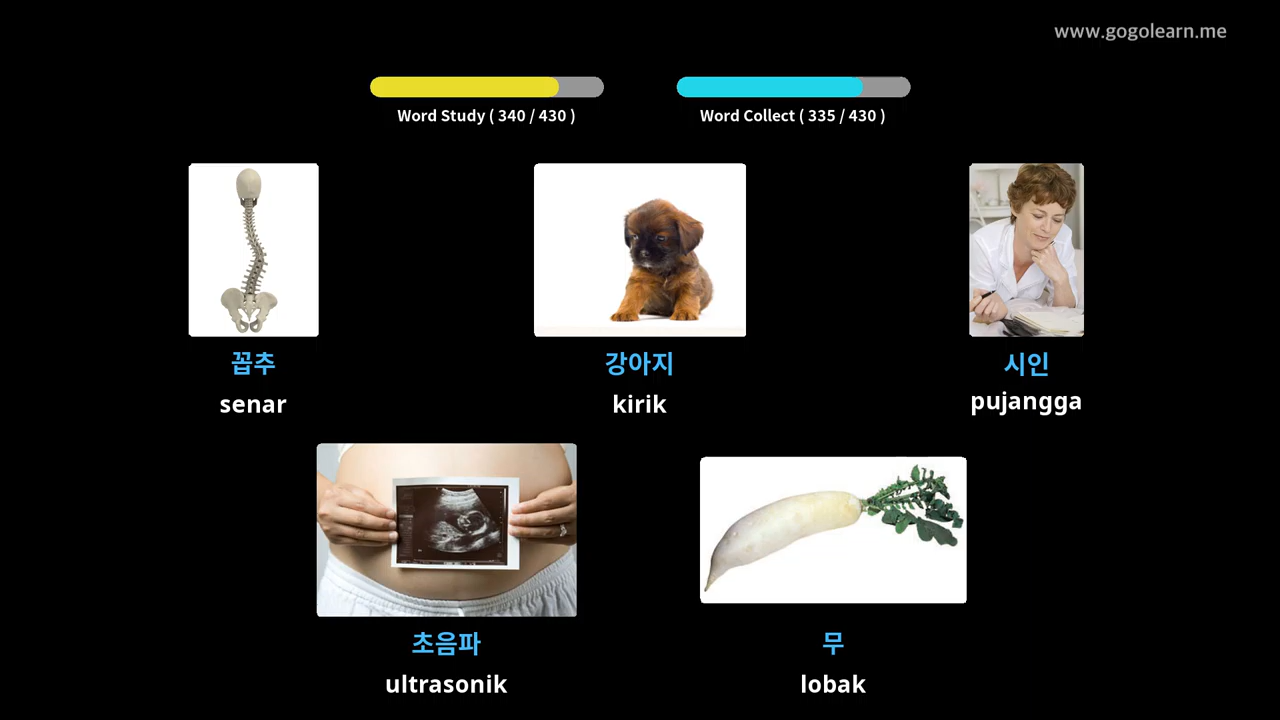 www.gogolearn.me
Word Study ( 340 / 430 )
Word Collect ( 335 / 430 )
꼽추
senar
강아지
kirik
시인
pujangga
초음파
ultrasonik
무
lobak